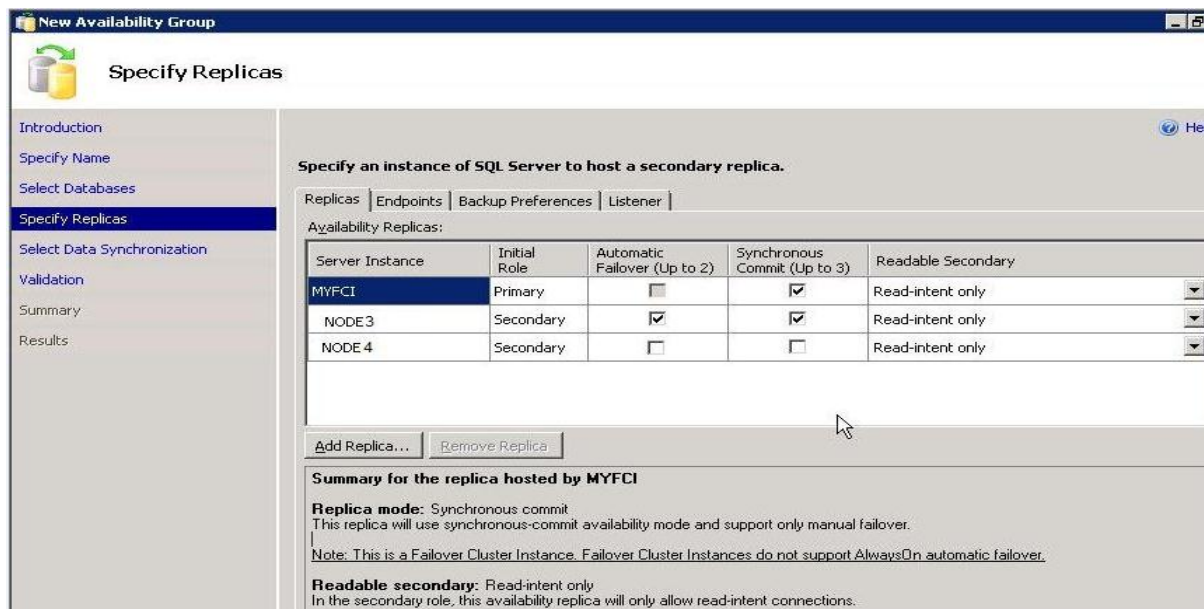 New Availability Group
Specify Replicas
Introduction
Specify Name
Select Databases
Specify Replicas
Select Data Synchronization
Validation
Summary
Results
He
Specify an instance of SQL Server to host a secondary replica.
Replicas Endpoints Backup Preferences Listener
Availability Replicas:
Server Instance Initial Role Automatic Failover (Up to 2) Synchronous Commit (Up to 3) Readable Secondary
MYFCI Primary Read-intent only
NODE3 Secondary Read-intent only
NODE4 Secondary Read-intent only
Add Replica... Remove Replica
Summary for the replica hosted by MYFCI
Replica mode: Synchronous commit
This replica will use synchronous-commit availability mode and support only manual failover.
Note: This is a Failover Cluster Instance. Failover Cluster Instances do not support AlwaysOn automatic failover.
Readable secondary: Read-intent only
In the secondary role, this availability replica will only allow read-intent connections.